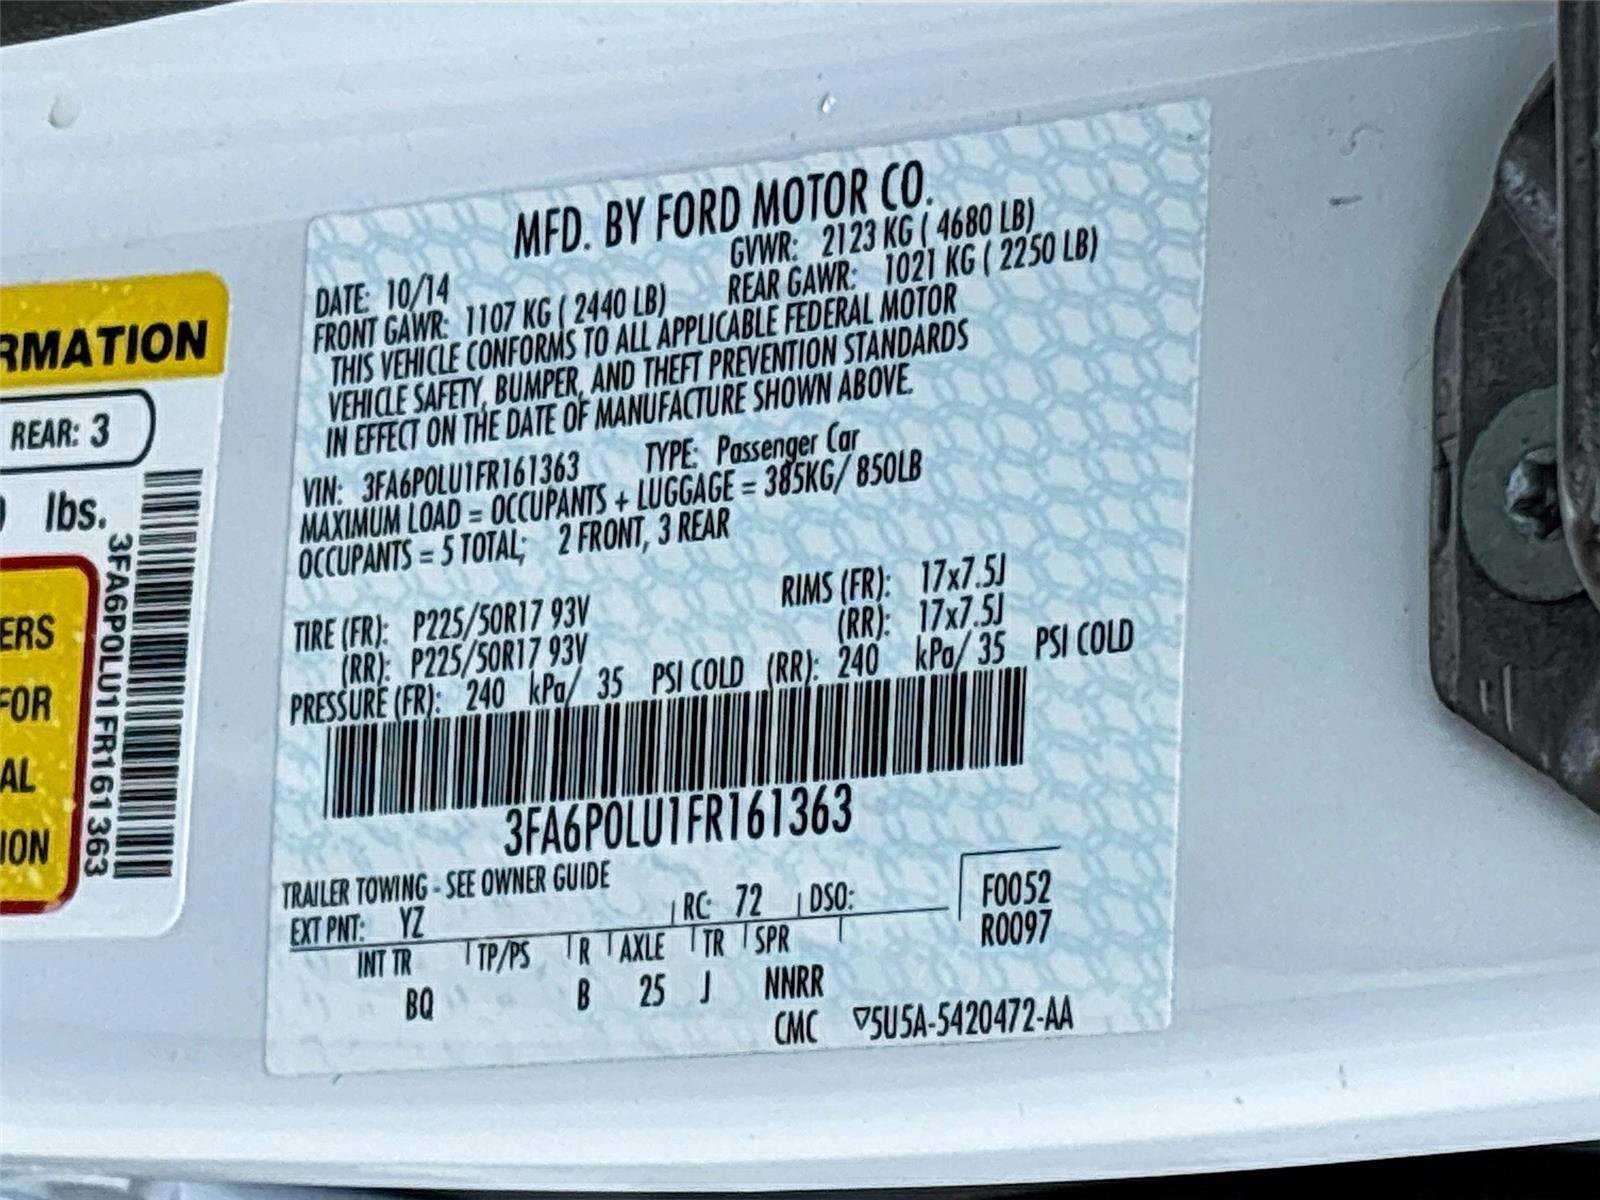 RMATION
REAR: 3
lbs.
3FA6P0LU1FR161363
ERS
FOR
AL
ION
MFD. BY FORD MOTOR CO.
DATE: 10/14 GVWR: 2123 KG ( 4680 LB)
FRONT GAWR: 1107 KG ( 2440 LB) REAR GAWR: 1021 KG ( 2250 LB)
THIS VEHICLE CONFORMS TO ALL APPLICABLE FEDERAL MOTOR
VEHICLE SAFETY, BUMPER, AND THEFT PREVENTION STANDARDS
IN EFFECT ON THE DATE OF MANUFACTURE SHOWN ABOVE.
VIN: 3FA6P0LU1FR161363 TYPE: Passenger Car
MAXIMUM LOAD = OCCUPANTS + LUGGAGE = 385KG/ 850LB
OCCUPANTS = 5 TOTAL; 2 FRONT, 3 REAR
TIRE (FR): P225/50R17 93V RIMS (FR): 17x7.5J
(RR): P225/50R17 93V (RR): 17x7.5J
PRESSURE (FR): 240 kPa/ 35 PSI COLD (RR): 240 kPa/ 35 PSI COLD
3FA6P0LU1FR161363
TRAILER TOWING - SEE OWNER GUIDE
EXT PNT: YZ RC: 72 DSO: F0052
R0097
INT TR TP/PS R AXLE TR SPR
BQ B 25 J NNRR
CMC ▽5U5A-5420472-AA